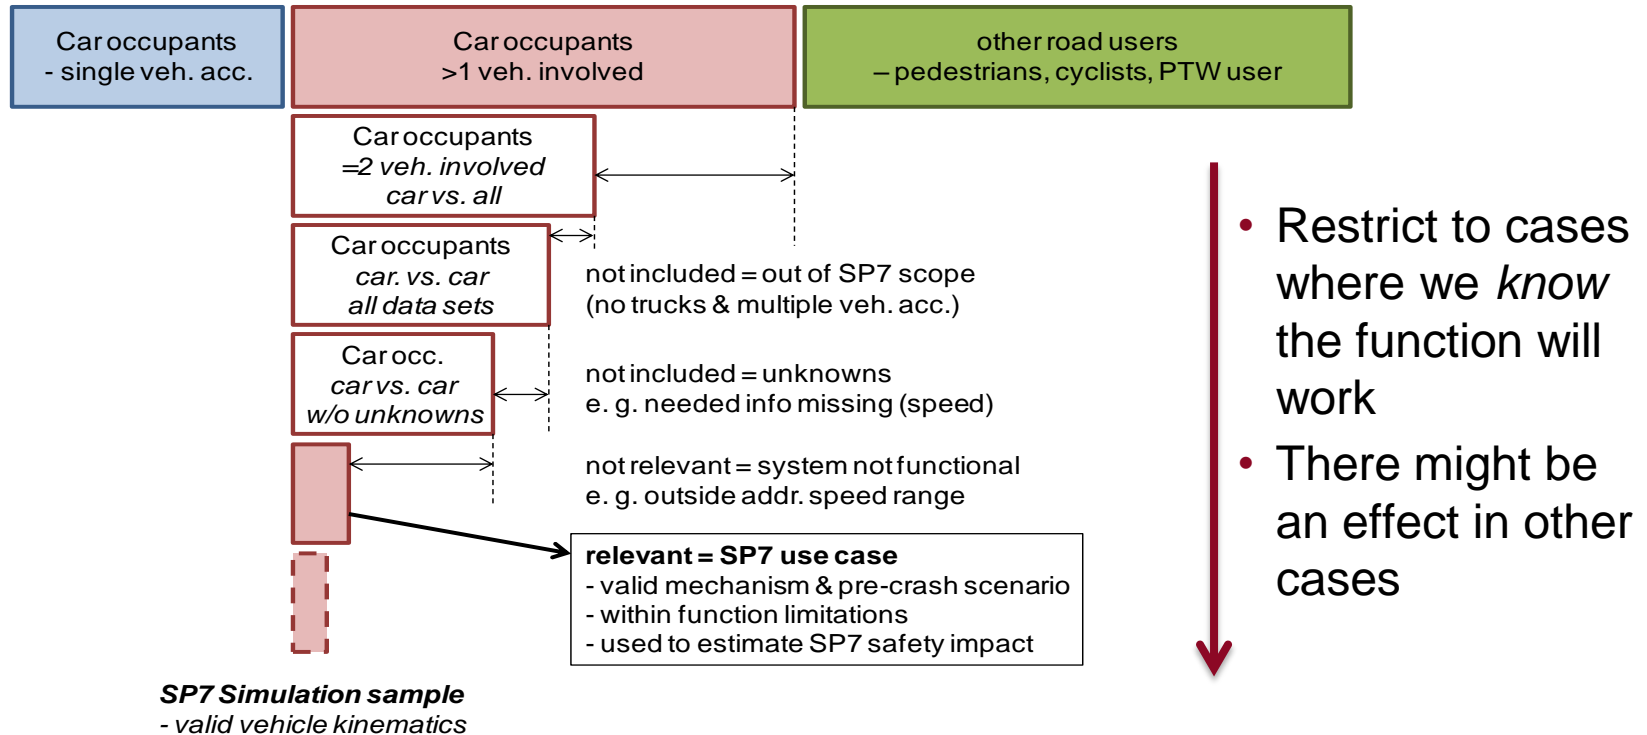 Car occupants
- single veh. acc.
Car occupants
>1 veh. involved
other road users
– pedestrians, cyclists, PTW user
Car occupants
=2 veh. involved
car vs. all
Car occupants
car. vs. car
all data sets
not included = out of SP7 scope
(no trucks & multiple veh. acc.)
Car occ.
car vs. car
w/o unknowns
not included = unknowns
e. g. needed info missing (speed)
not relevant = system not functional
e. g. outside addr. speed range
relevant = SP7 use case
- valid mechanism & pre-crash scenario
- within function limitations
- used to estimate SP7 safety impact
SP7 Simulation sample
- valid vehicle kinematics
• Restrict to cases
where we know
the function will
work
• There might be
an effect in other
cases